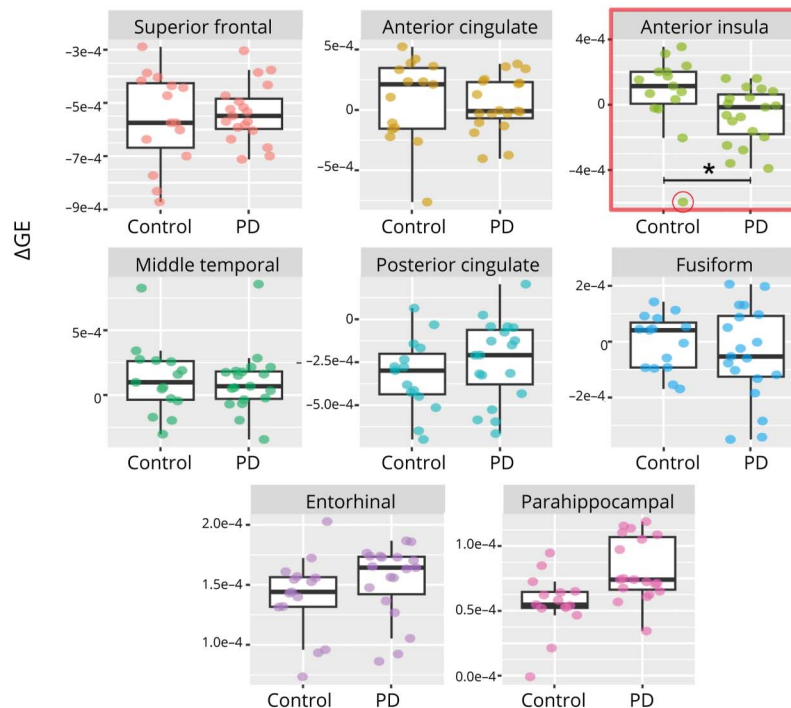 ΔGE
Superior frontal
−3e−4
−5e−4
−7e−4
−9e−4
Control PD
Anterior cingulate
5e−4
0
−5e−4
Control PD
Anterior insula
4e−4
0
−4e−4
*
Control PD
Middle temporal
5e−4
0
Control PD
Posterior cingulate
0
−2.5e−4
−5.0e−4
Control PD
Fusiform
2e−4
0
−2e−4
Control PD
Entorhinal
2.0e−4
1.5e−4
1.0e−4
Control PD
Parahippocampal
1.0e−4
0.5e−4
0.0e−4
Control PD